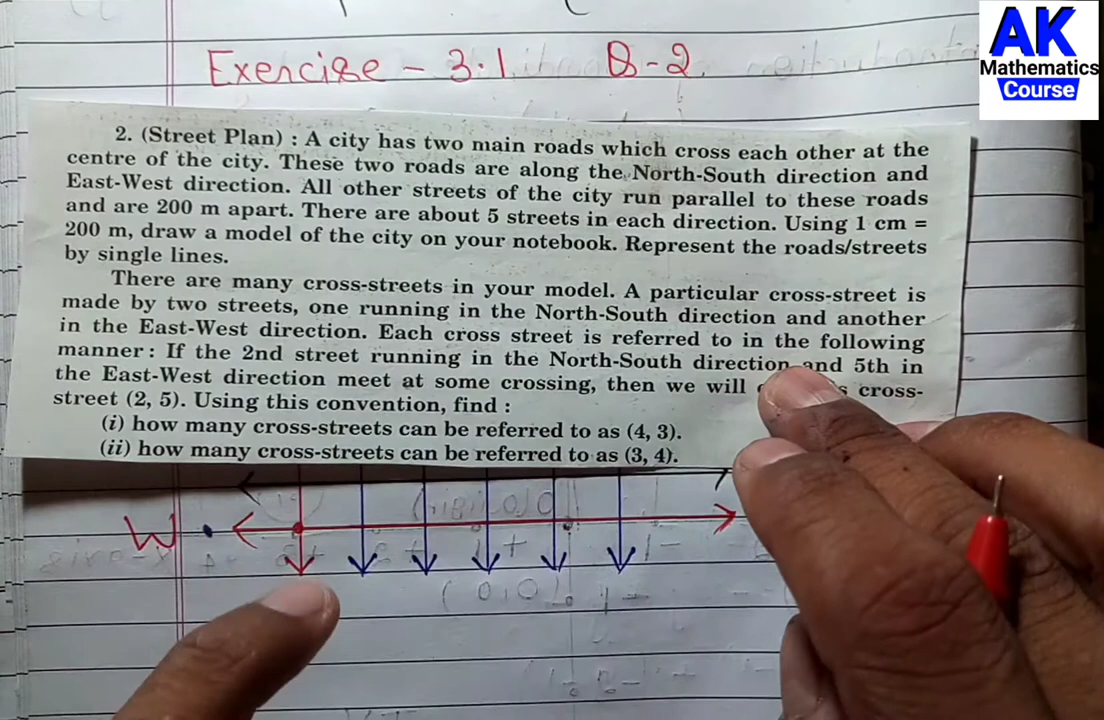 AK
Mathematics
Course
Exercise - 3.1 Q-2.
2. (Street Plan) : A city has two main roads which cross each other at the
centre of the city. These two roads are along the North-South direction and
East-West direction. All other streets of the city run parallel to these roads
and are 200 m apart. There are about 5 streets in each direction. Using 1 cm =
200 m, draw a model of the city on your notebook. Represent the roads/streets
by single lines.
There are many cross-streets in your model. A particular cross-street is
made by two streets, one running in the North-South direction and another
in the East-West direction. Each cross street is referred to in the following
manner : If the 2nd street running in the North-South direction and 5th in
the East-West direction meet at some crossing, then we will cross-
street (2, 5). Using this convention, find :
(i) how many cross-streets can be referred to as (4, 3).
(ii) how many cross-streets can be referred to as (3, 4).
W